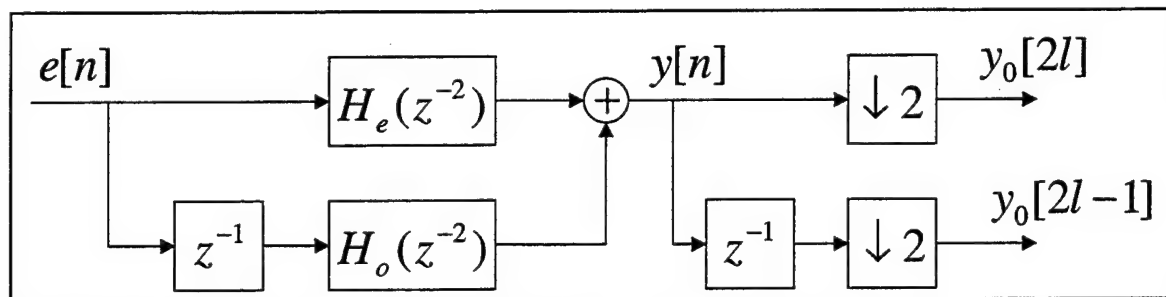 e[n]
H_e(z^{-2})
+
y[n]
↓ 2
y_0[2l]
z^{-1}
H_o(z^{-2})
z^{-1}
↓ 2
y_0[2l-1]